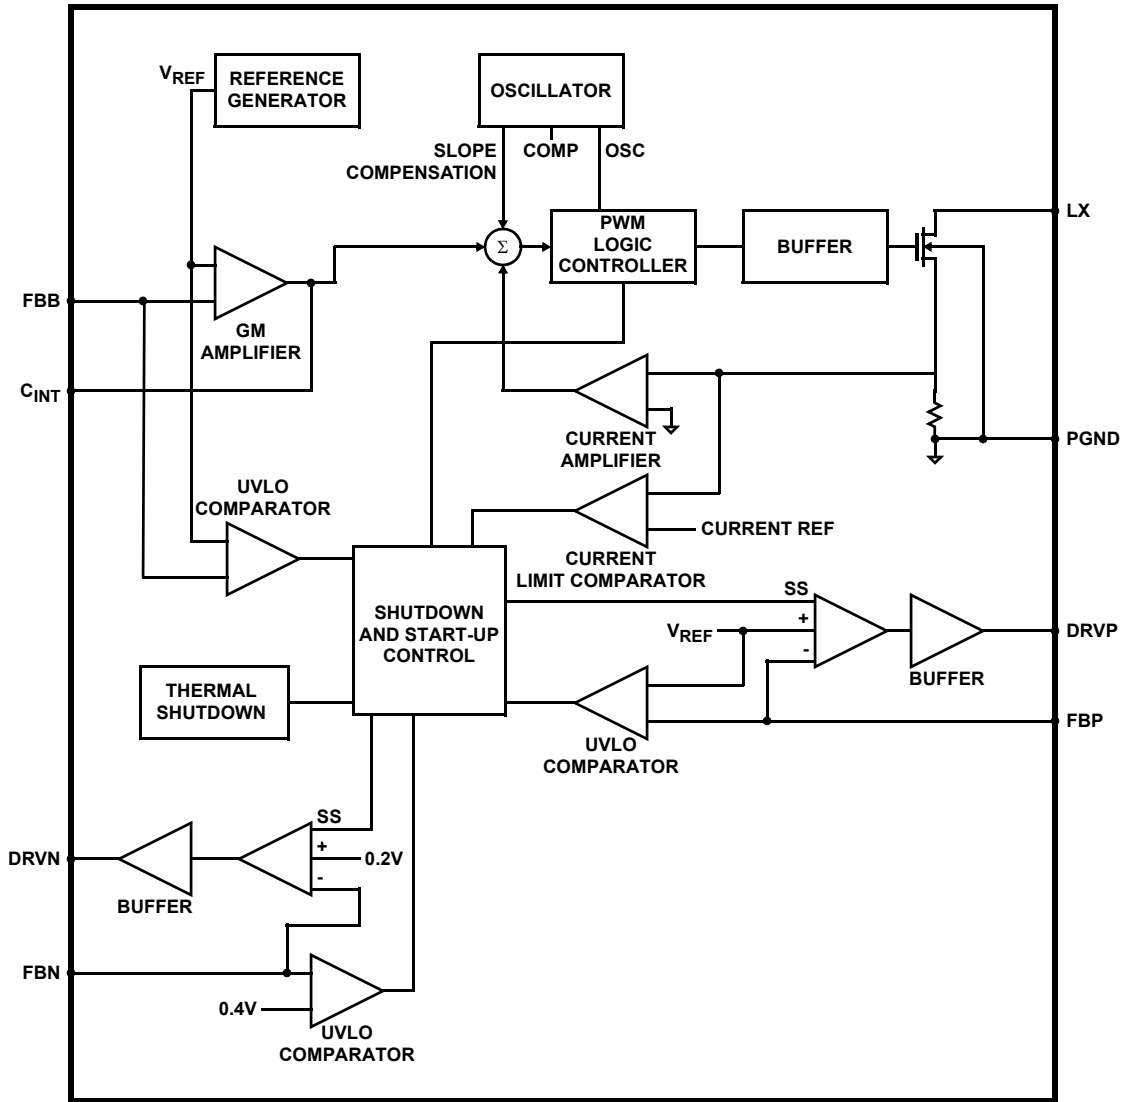 VREF
REFERENCE
GENERATOR
OSCILLATOR
SLOPE
COMPENSATION
COMP
OSC
LX
PWM
LOGIC
CONTROLLER
BUFFER
Σ
FBB
GM
AMPLIFIER
CINT
CURRENT
AMPLIFIER
PGND
UVLO
COMPARATOR
CURRENT REF
CURRENT
LIMIT COMPARATOR
SHUTDOWN
AND START-UP
CONTROL
SS
VREF
+
-
DRVP
BUFFER
THERMAL
SHUTDOWN
FBP
UVLO
COMPARATOR
SS
DRVN
+
0.2V
-
BUFFER
FBN
0.4V
UVLO
COMPARATOR